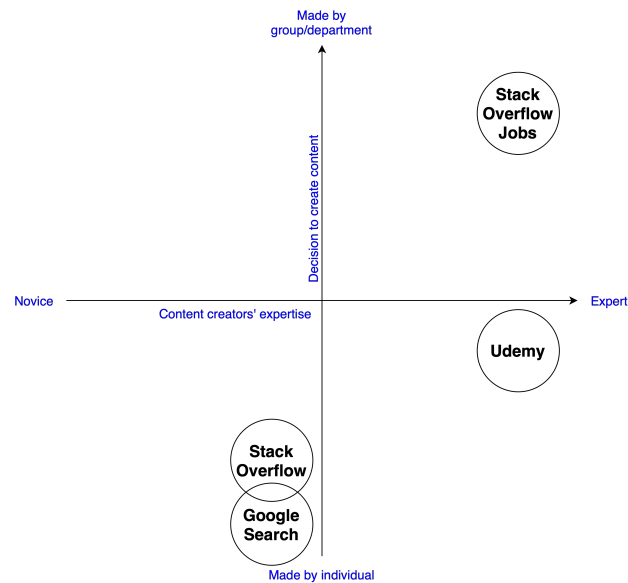 Made by
group/department
Stack
Overflow
Jobs
Decision to create content
Novice
Expert
Content creators' expertise
Udemy
Stack
Overflow
Google
Search
Made by individual